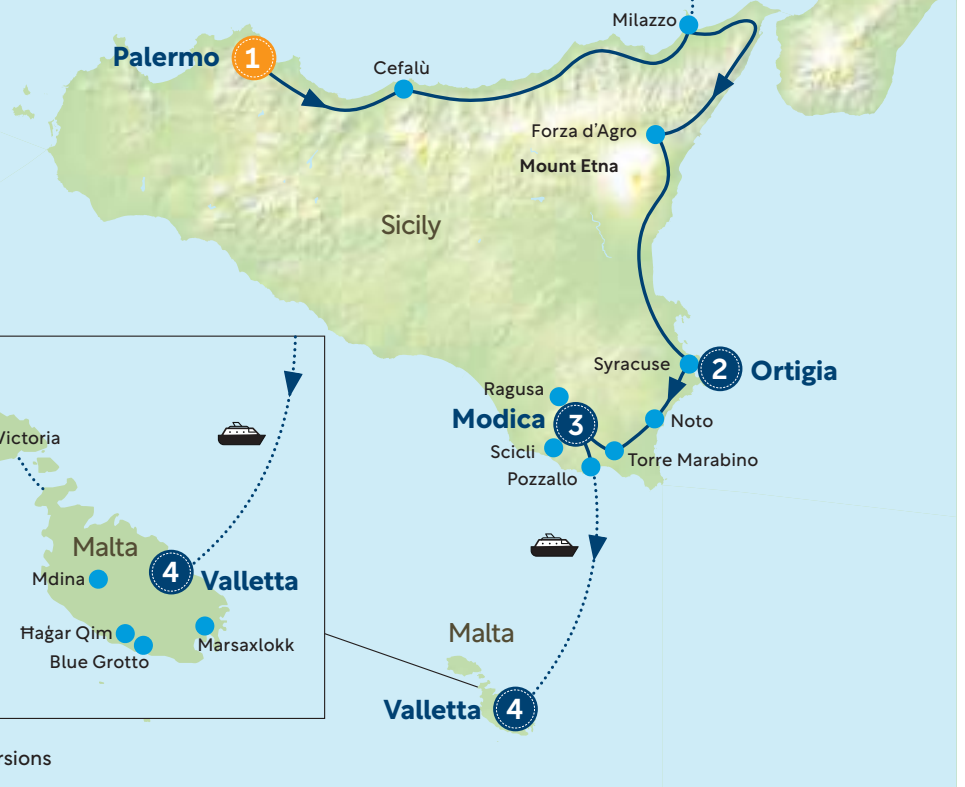 Milazzo
Palermo
1
Cefalù
Forza d'Agro
Mount Etna
Sicily
Syracuse
2
Ortigia
Ragusa
Modica
3
Noto
Scicli
Torre Marabino
Pozzallo
Victoria
Malta
4
Valletta
Mdina
Ħaġar Qim
Marsaxlokk
Blue Grotto
Malta
Valletta
4
rsions